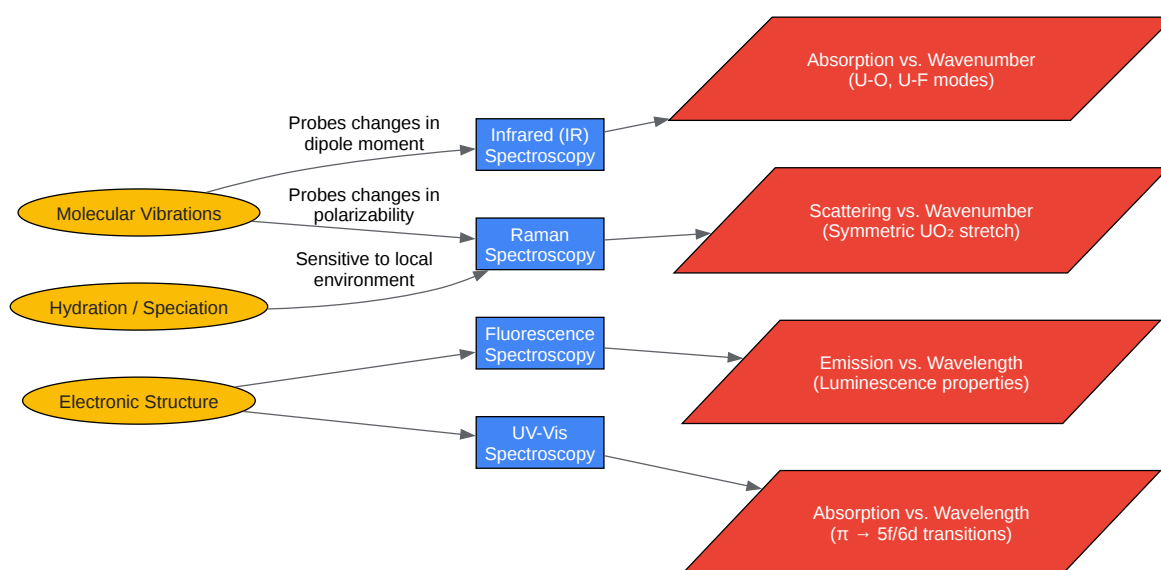 Absorption vs. Wavenumber
(U-O, U-F modes)
Probes changes in
dipole moment
Infrared (IR)
Spectroscopy
Molecular Vibrations
Probes changes in
polarizability
Raman
Spectroscopy
Scattering vs. Wavenumber
(Symmetric UO₂ stretch)
Sensitive to local
environment
Hydration / Speciation
Fluorescence
Spectroscopy
Emission vs. Wavelength
(Luminescence properties)
Electronic Structure
UV-Vis
Spectroscopy
Absorption vs. Wavelength
(π → 5f/6d transitions)